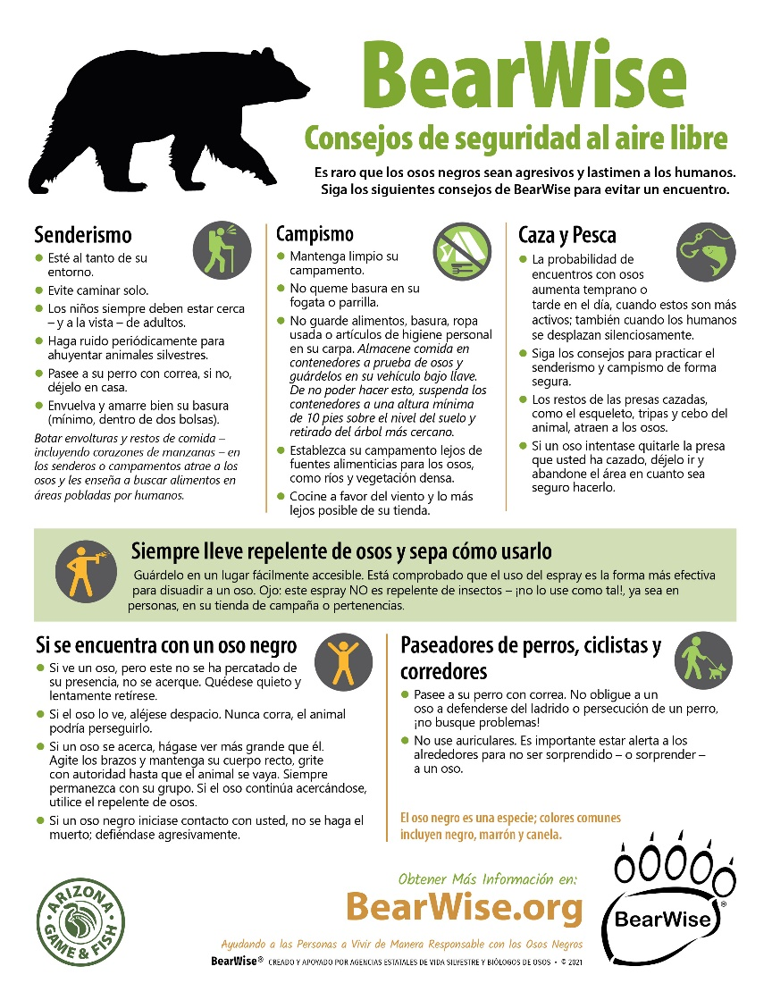 BearWise
Consejos de seguridad al aire libre
Es raro que los osos negros sean agresivos y lastimen a los humanos.
Siga los siguientes consejos de BearWise para evitar un encuentro.
Senderismo
● Esté al tanto de su
entorno.
● Evite caminar solo.
● Los niños siempre deben estar cerca
– y a la vista – de adultos.
● Haga ruido periódicamente para
ahuyentar animales silvestres.
● Pasee a su perro con correa, si no,
déjelo en casa.
● Envuelva y amarre bien su basura
(mínimo, dentro de dos bolsas).
Botar envolturas y restos de comida –
incluyendo corazones de manzanas – en
los senderos o campamentos atrae a los
osos y les enseña a buscar alimentos en
áreas pobladas por humanos.
Campismo
● Mantenga limpio su
campamento.
● No queme basura en su
fogata o parrilla.
● No guarde alimentos, basura, ropa
usada o artículos de higiene personal
en su carpa. Almacene comida en
contenedores a prueba de osos y
guárdelos en su vehículo bajo llave.
De no poder hacer esto, suspenda los
contenedores a una altura mínima
de 10 pies sobre el nivel del suelo y
retirado del árbol más cercano.
● Establezca su campamento lejos de
fuentes alimenticias para los osos,
como ríos y vegetación densa.
● Cocine a favor del viento y lo más
lejos posible de su tienda.
Caza y Pesca
● La probabilidad de
encuentros con osos
aumenta temprano o
tarde en el día, cuando estos son más
activos; también cuando los humanos
se desplazan silenciosamente.
● Siga los consejos para practicar el
senderismo y campismo de forma
segura.
● Los restos de las presas cazadas,
como el esqueleto, tripas y cebo del
animal, atraen a los osos.
● Si un oso intentase quitarle la presa
que usted ha cazado, déjelo ir y
abandone el área en cuanto sea
seguro hacerlo.
Siempre lleve repelente de osos y sepa cómo usarlo
Guárdelo en un lugar fácilmente accesible. Está comprobado que el uso del espray es la forma más efectiva
para disuadir a un oso. Ojo: este espray NO es repelente de insectos – ¡no lo use como tal!, ya sea en
personas, en su tienda de campaña o pertenencias.
Si se encuentra con un oso negro
● Si ve un oso, pero este no se ha percatado de
su presencia, no se acerque. Quédese quieto y
lentamente retírese.
● Si el oso lo ve, aléjese despacio. Nunca corra, el animal
podría perseguirlo.
● Si un oso se acerca, hágase ver más grande que él.
Agite los brazos y mantenga su cuerpo recto, grite
con autoridad hasta que el animal se vaya. Siempre
permanezca con su grupo. Si el oso continúa acercándose,
utilice el repelente de osos.
● Si un oso negro iniciase contacto con usted, no se haga el
muerto; defiéndase agresivamente.
Paseadores de perros, ciclistas y
corredores
● Pasee a su perro con correa. No obligue a un
oso a defenderse del ladrido o persecución de un perro,
¡no busque problemas!
● No use auriculares. Es importante estar alerta a los
alrededores para no ser sorprendido – o sorprender –
a un oso.
El oso negro es una especie; colores comunes
incluyen negro, marrón y canela.
ARIZONA
GAME & FISH
Obtener Más Información en:
BearWise.org
Ayudando a las Personas a Vivir de Manera Responsable con los Osos Negros
BearWise® CREADO Y APOYADO POR AGENCIAS ESTATALES DE VIDA SILVESTRE Y BIÓLOGOS DE OSOS • © 2021
BearWise®